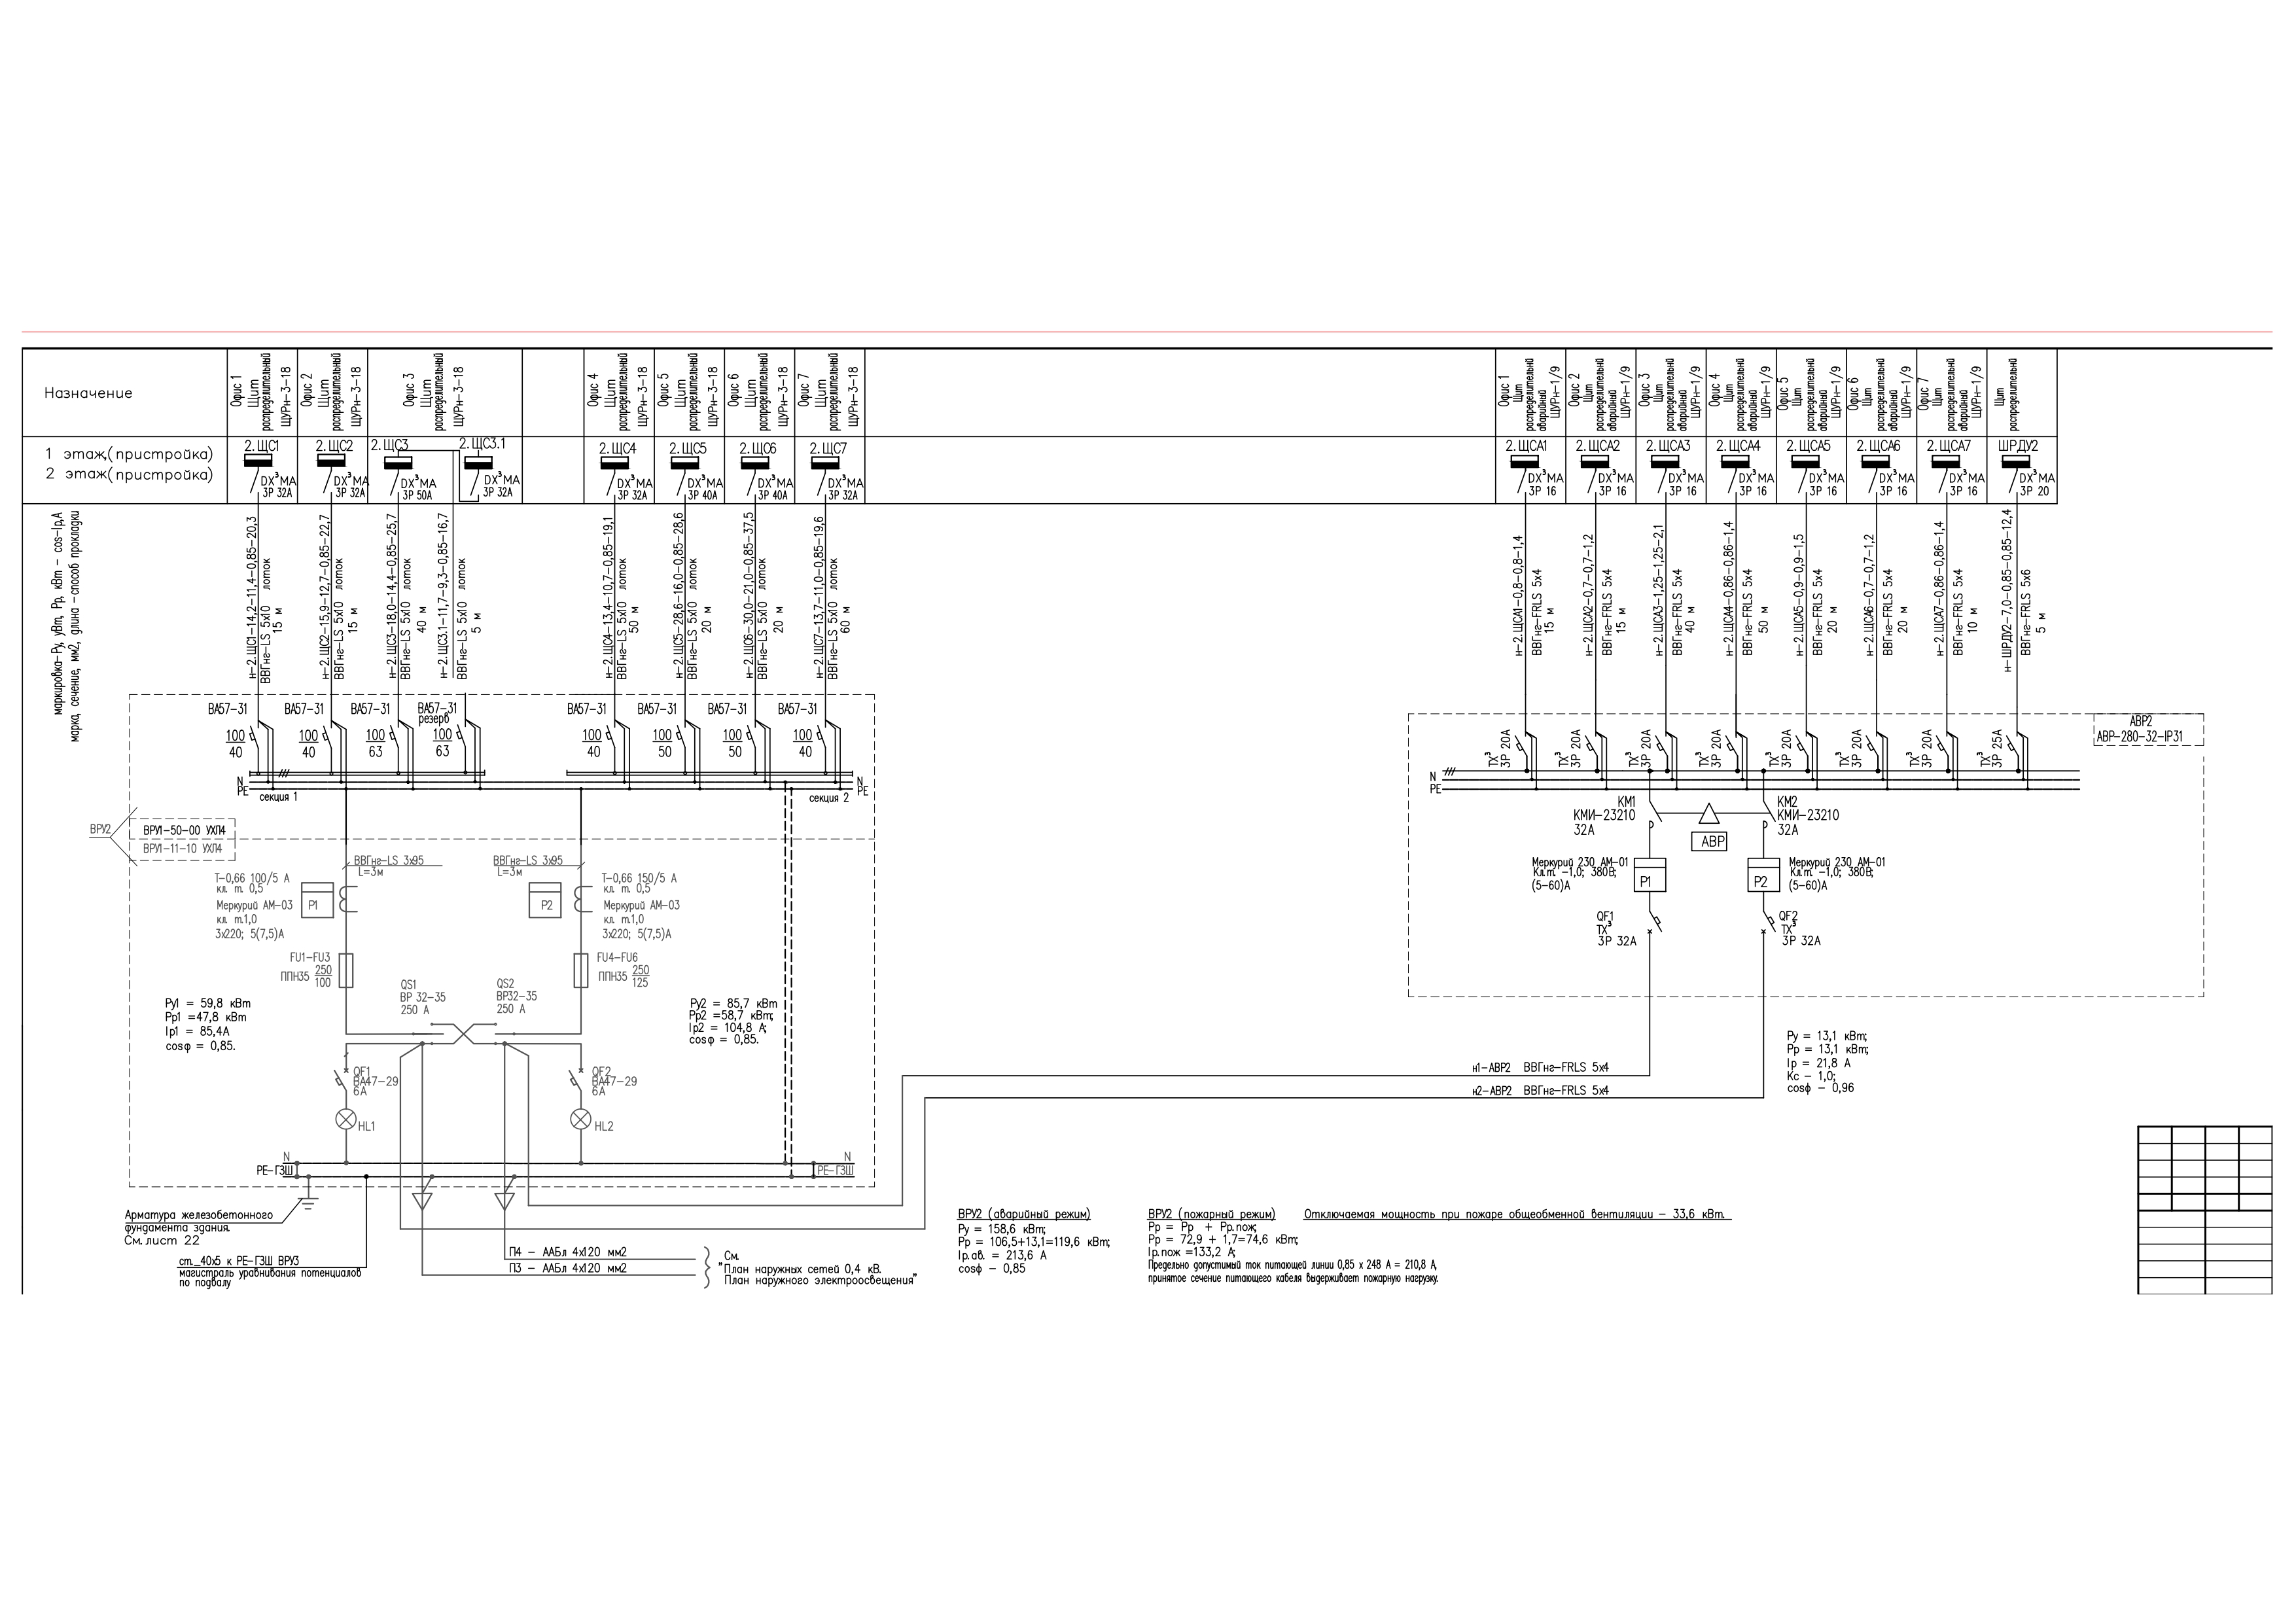 Назначение
Офис 1
Щит
распределительный
ЩУРн-3-18
Офис 2
Щит
распределительный
ЩУРн-3-18
Офис 3
Щит
распределительный
ЩУРн-3-18
Офис 4
Щит
распределительный
ЩУРн-3-18
Офис 5
Щит
распределительный
ЩУРн-3-18
Офис 6
Щит
распределительный
ЩУРн-3-18
Офис 7
Щит
распределительный
ЩУРн-3-18
Офис 1
Щит
распределительный
аварийный
ЩУРн-1/9
Офис 2
Щит
распределительный
аварийный
ЩУРн-1/9
Офис 3
Щит
распределительный
аварийный
ЩУРн-1/9
Офис 4
Щит
распределительный
аварийный
ЩУРн-1/9
Офис 5
Щит
распределительный
аварийный
ЩУРн-1/9
Офис 6
Щит
распределительный
аварийный
ЩУРн-1/9
Офис 7
Щит
распределительный
аварийный
ЩУРн-1/9
Щит
распределительный
1 этаж,(пристройка)
2 этаж(пристройка)
2.ЩС1
DX³MA
3P 32A
2.ЩС2
DX³MA
3P 32A
2.ЩС3
DX³MA
3P 50A
2.ЩС3.1
DX³MA
3P 32A
2.ЩС4
DX³MA
3P 32A
2.ЩС5
DX³MA
3P 40A
2.ЩС6
DX³MA
3P 40A
2.ЩС7
DX³MA
3P 32A
2.ЩСА1
DX³MA
3P 16
2.ЩСА2
DX³MA
3P 16
2.ЩСА3
DX³MA
3P 16
2.ЩСА4
DX³MA
3P 16
2.ЩСА5
DX³MA
3P 16
2.ЩСА6
DX³MA
3P 16
2.ЩСА7
DX³MA
3P 16
ШРДУ2
DX³MA
3P 20
маркировка-Ру, уВт, Рр, кВт - cos-Iр,А
марка, сечение, мм2, длина -способ прокладки
н-2.ЩС1-14,2-11,4-0,85-20,3
ВВГнг-LS 5х10 лоток
15 м
н-2.ЩС2-15,9-12,7-0,85-22,7
ВВГнг-LS 5х10 лоток
15 м
н-2.ЩС3-18,0-14,4-0,85-25,7
ВВГнг-LS 5х10 лоток
40 м
н-2.ЩС3.1-11,7-9,3-0,85-16,7
ВВГнг-LS 5х10 лоток
5 м
н-2.ЩС4-13,4-10,7-0,85-19,1
ВВГнг-LS 5х10 лоток
50 м
н-2.ЩС5-28,6-16,0-0,85-28,6
ВВГнг-LS 5х10 лоток
20 м
н-2.ЩС6-30,0-21,0-0,85-37,5
ВВГнг-LS 5х10 лоток
20 м
н-2.ЩС7-13,7-11,0-0,85-19,6
ВВГнг-LS 5х10 лоток
60 м
н-2.ЩСА1-0,8-0,8-1,4
ВВГнг-FRLS 5х4
15 м
н-2.ЩСА2-0,7-0,7-1,2
ВВГнг-FRLS 5х4
15 м
н-2.ЩСА3-1,25-1,25-2,1
ВВГнг-FRLS 5х4
40 м
н-2.ЩСА4-0,86-0,86-1,4
ВВГнг-FRLS 5х4
50 м
н-2.ЩСА5-0,9-0,9-1,5
ВВГнг-FRLS 5х4
20 м
н-2.ЩСА6-0,7-0,7-1,2
ВВГнг-FRLS 5х4
20 м
н-2.ЩСА7-0,86-0,86-1,4
ВВГнг-FRLS 5х4
10 м
н-ШРДУ2-7,0-0,85-0,85-12,4
ВВГнг-FRLS 5х6
5 м
ВА57-31
100
40
ВА57-31
100
40
ВА57-31
100
63
ВА57-31
резерв
100
63
ВА57-31
100
40
ВА57-31
100
50
ВА57-31
100
50
ВА57-31
100
40
N
PE
секция 1
секция 2
N
PE
TX³
3P 20A
TX³
3P 20A
TX³
3P 20A
TX³
3P 20A
TX³
3P 20A
TX³
3P 20A
TX³
3P 20A
TX³
3P 25A
АВР2
АВР-280-32-IP31
N
PE
КМ1
КМИ-23210
32А
КМ2
КМИ-23210
32А
АВР
Меркурий 230 АМ-01
Кл.т. -1,0; 380В;
(5-60)А
Р1
Р2
Меркурий 230 АМ-01
Кл.т. -1,0; 380В;
(5-60)А
QF1
TX³
3P 32A
QF2
TX³
3P 32A
ВРУ2
ВРУ1-50-00 УХЛ4
ВРУ1-11-10 УХЛ4
ВВГнг-LS 3х95
L=3м
ВВГнг-LS 3х95
L=3м
Т-0,66 100/5 А
кл. т. 0,5
Меркурий АМ-03
кл. т.1,0
3х220; 5(7,5)А
Р1
Р2
Т-0,66 150/5 А
кл. т. 0,5
Меркурий АМ-03
кл. т.1,0
3х220; 5(7,5)А
FU1-FU3
ППН35 250
100
FU4-FU6
ППН35 250
125
QS1
ВР 32-35
250 А
QS2
ВР32-35
250 А
Ру1 = 59,8 кВт
Рр1 =47,8 кВт
Iр1 = 85,4А
cosφ = 0,85.
Ру2 = 85,7 кВт
Рр2 =58,7 кВт;
Iр2 = 104,8 А;
cosφ = 0,85.
QF1
ВА47-29
6А
QF2
ВА47-29
6А
HL1
HL2
N
РЕ-ГЗШ
N
РЕ-ГЗШ
н1-АВР2 ВВГнг-FRLS 5х4
н2-АВР2 ВВГнг-FRLS 5х4
Ру = 13,1 кВт;
Рр = 13,1 кВт;
Iр = 21,8 А
Кс - 1,0;
cosφ - 0,96
Арматура железобетонного
фундамента здания.
См. лист 22
ст. 40х5 к РЕ-ГЗШ ВРУ3
магистраль уравнивания потенциалов
по подвалу
П4 - ААБл 4х120 мм2
П3 - ААБл 4х120 мм2
См.
"План наружных сетей 0,4 кВ.
План наружного электроосвещения"
ВРУ2 (аварийный режим)
Ру = 158,6 кВт;
Рр = 106,5+13,1=119,6 кВт;
Iр.ав. = 213,6 А
cosφ - 0,85
ВРУ2 (пожарный режим)
Отключаемая мощность при пожаре общеобменной вентиляции - 33,6 кВт.
Рр = Рр + Рр.пож;
Рр = 72,9 + 1,7=74,6 кВт;
Iр.пож =133,2 А;
Предельно допустимый ток питающей линии 0,85 х 248 А = 210,8 А,
принятое сечение питающего кабеля выдерживает пожарную нагрузку.